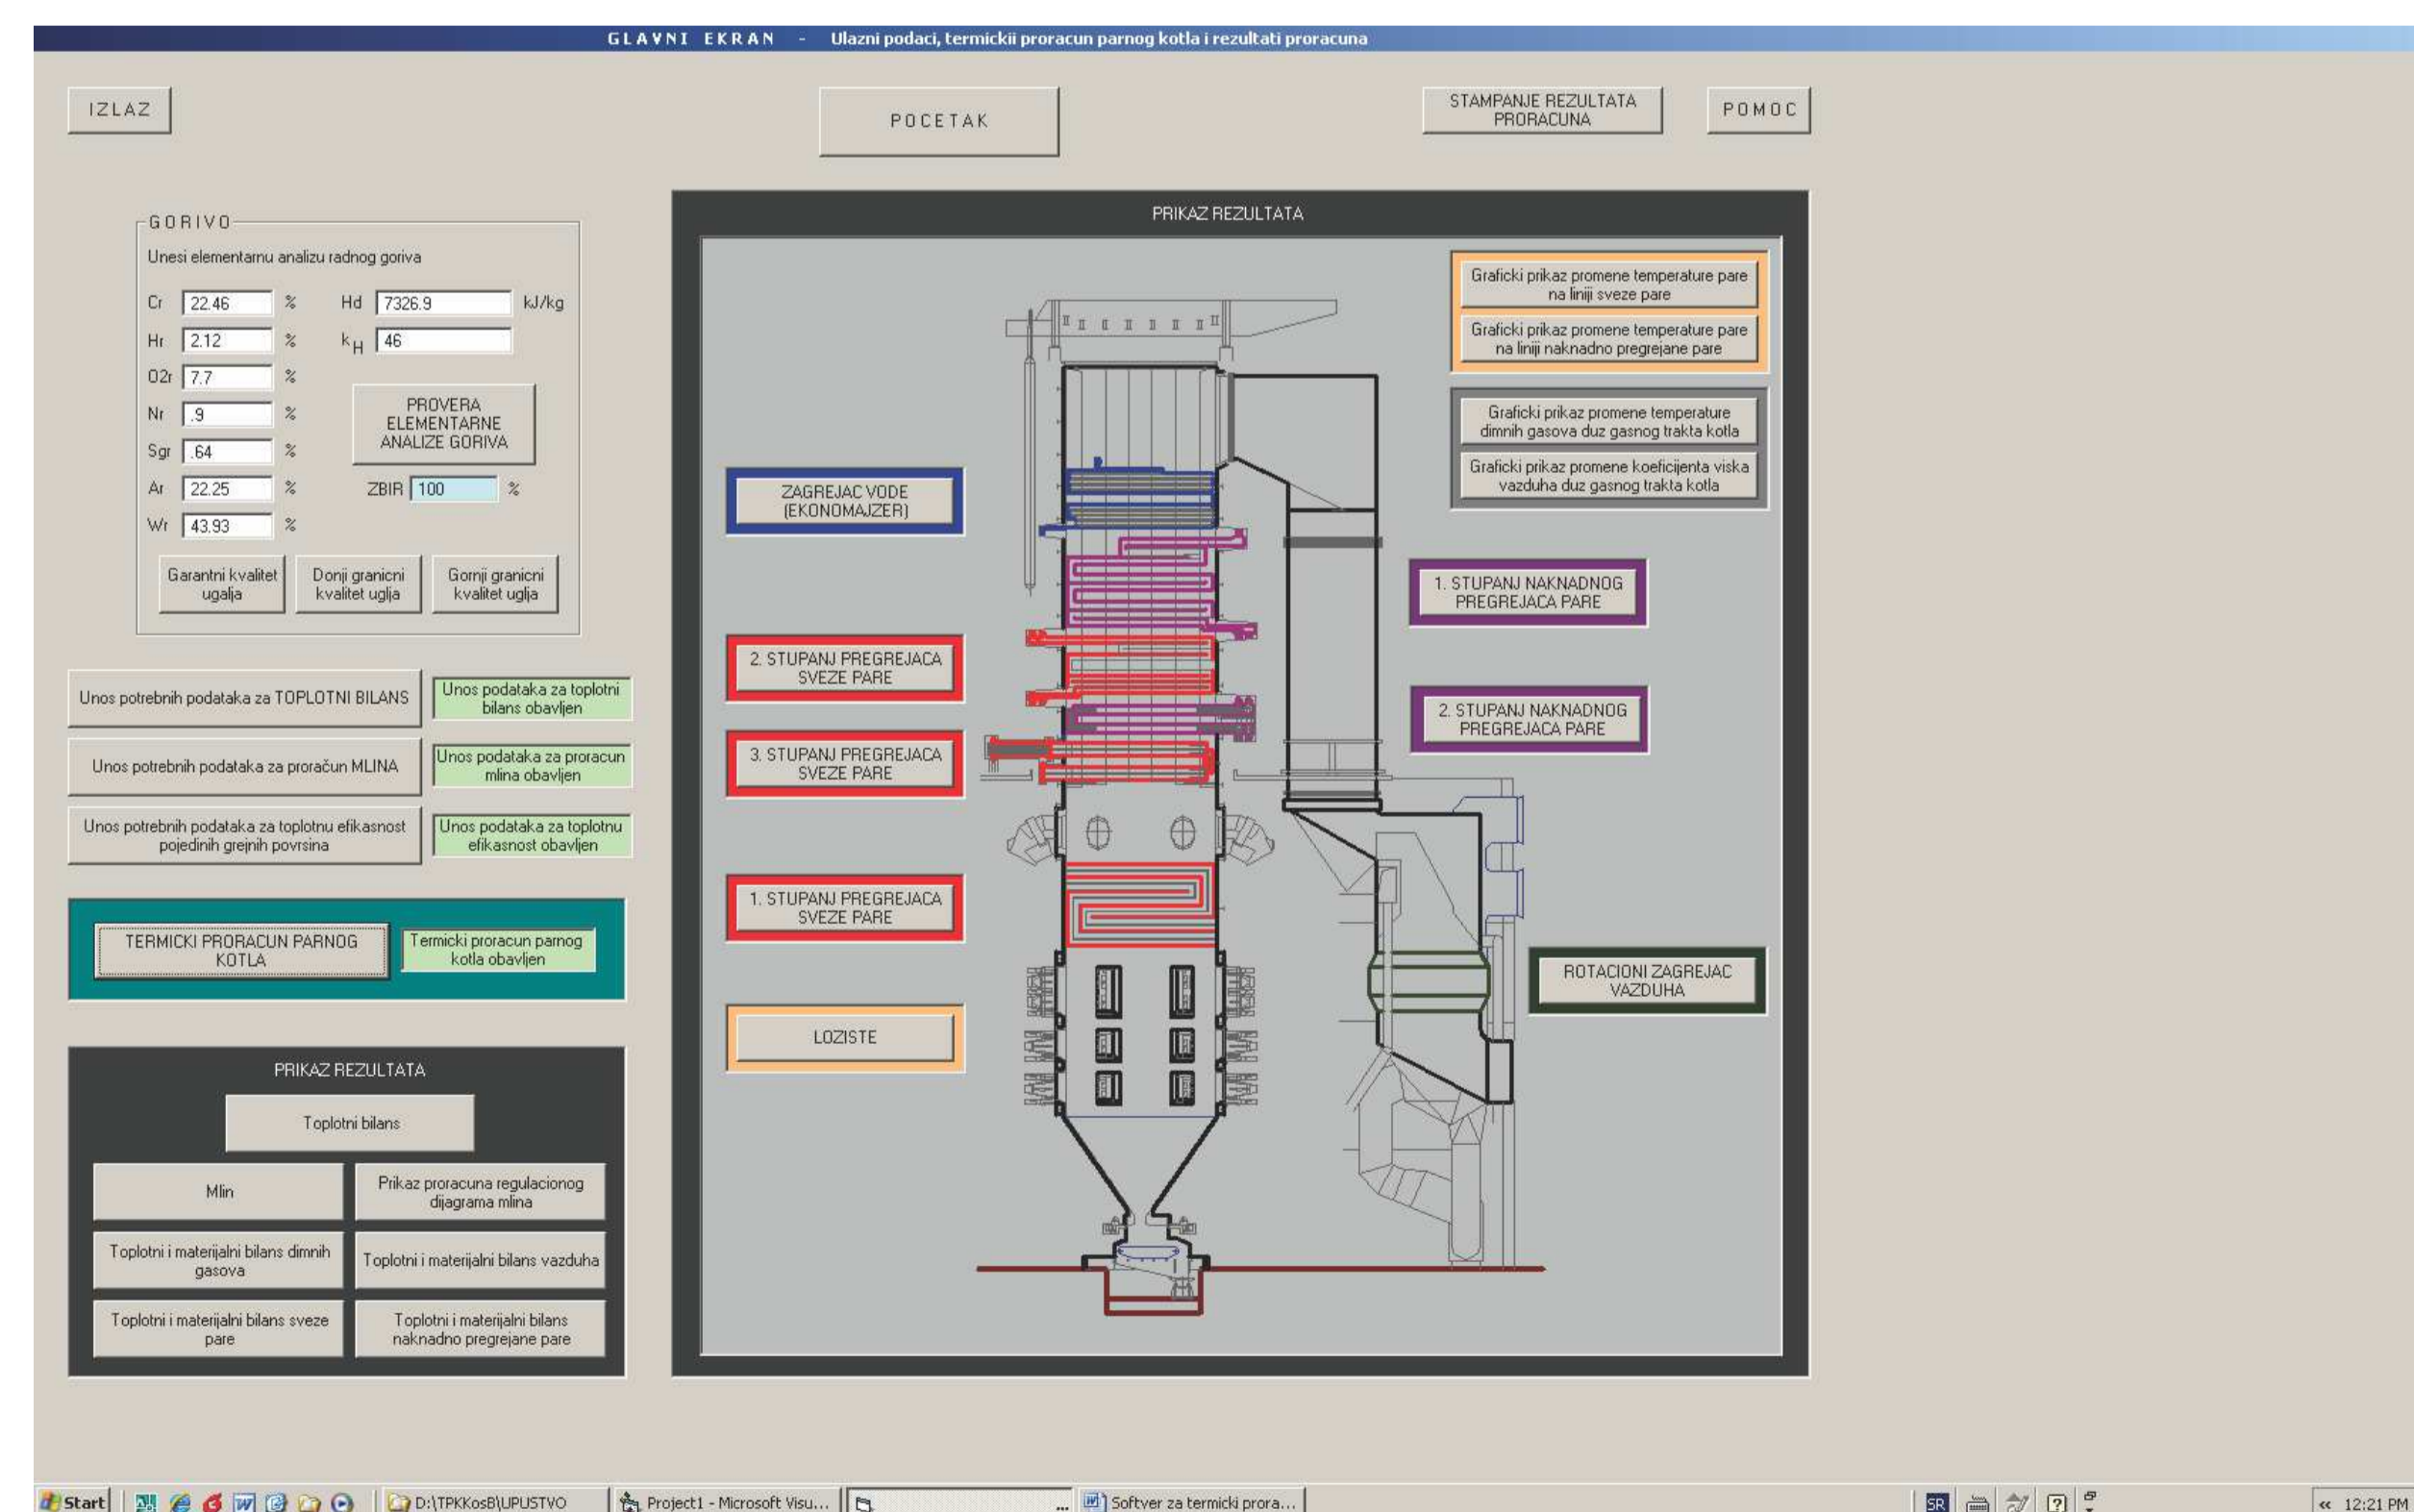 GLAVNI EKRAN - Ulazni podaci, termickii proracun parnog kotla i rezultati proracuna
IZLAZ
POCETAK
STAMPANJE REZULTATA
PRORACUNA
POMOC
GORIVO
Unesi elementarnu analizu radnog goriva
Cr 22.46 % Hd 7326.9 kJ/kg
Hr 2.12 % kH 46
O2r 7.7 %
Nr .9 %
Sgr .64 %
Ar 22.25 %
Wr 43.93 %
PROVERA
ELEMENTARNE
ANALIZE GORIVA
ZBIR 100 %
Garantni kvalitet
ugalja
Donji granicni
kvalitet uglja
Gornji granicni
kvalitet uglja
Unos potrebnih podataka za TOPLOTNI BILANS
Unos podataka za toplotni
bilans obavljen
Unos potrebnih podataka za proračun MLINA
Unos podataka za proracun
mlina obavljen
Unos potrebnih podataka za toplotnu efikasnost
pojedinih grejnih povrsina
Unos podataka za toplotnu
efikasnost obavljen
TERMICKI PRORACUN PARNOG
KOTLA
Termicki proracun parnog
kotla obavljen
PRIKAZ REZULTATA
Toplotni bilans
Mlin
Prikaz proracuna regulacionog
dijagrama mlina
Toplotni i materijalni bilans dimnih
gasova
Toplotni i materijalni bilans vazduha
Toplotni i materijalni bilans sveze
pare
Toplotni i materijalni bilans
naknadno pregrejane pare
PRIKAZ REZULTATA
Graficki prikaz promene temperature pare
na liniji sveze pare
Graficki prikaz promene temperature pare
na liniji naknadno pregrejane pare
Graficki prikaz promene temperature
dimnih gasova duz gasnog trakta kotla
Graficki prikaz promene koeficijenta viska
vazduha duz gasnog trakta kotla
ZAGREJAC VODE
(EKONOMAJZER)
1. STUPANJ NAKNADNOG
PREGREJACA PARE
2. STUPANJ PREGREJACA
SVEZE PARE
2. STUPANJ NAKNADNOG
PREGREJACA PARE
3. STUPANJ PREGREJACA
SVEZE PARE
1. STUPANJ PREGREJACA
SVEZE PARE
ROTACIONI ZAGREJAC
VAZDUHA
LOZISTE
Start D:\TPKKosB\UPUSTVO Project1 - Microsoft Visu... ... Softver za termicki prora... SR « 12:21 PM